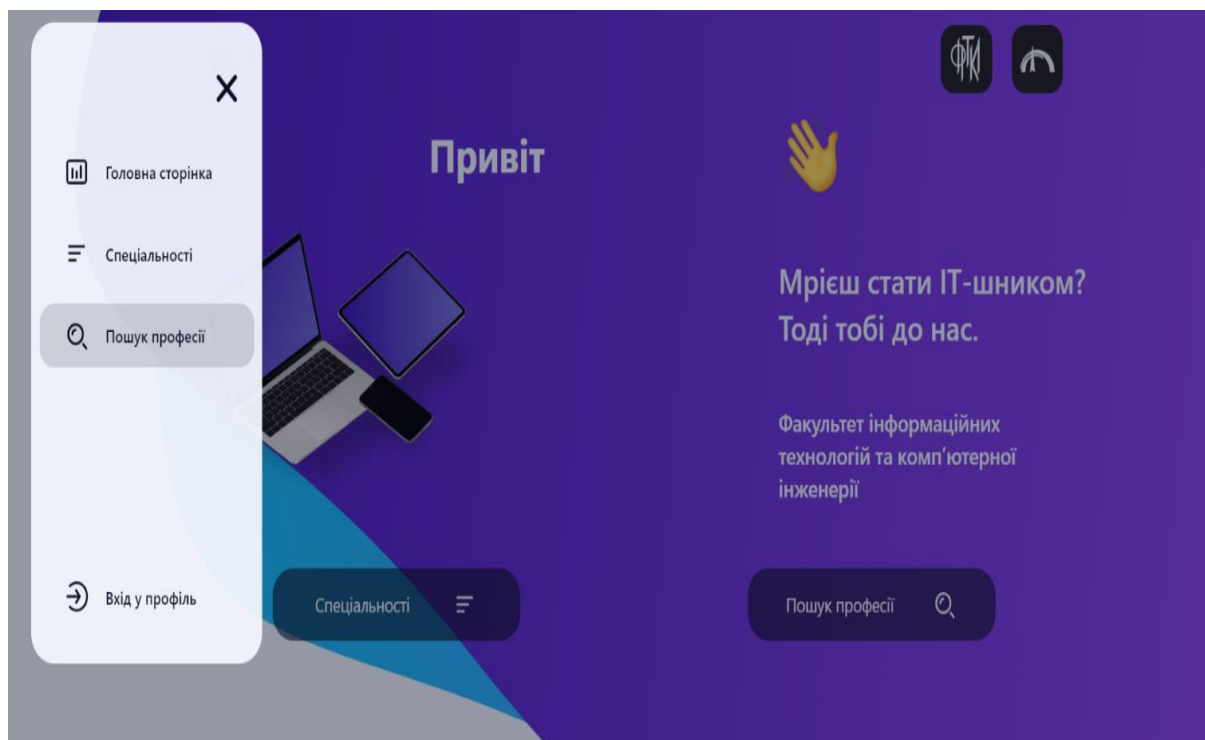 Головна сторінка
Спеціальності
Пошук професії
Вхід у профіль
Привіт
Мрієш стати ІТ-шником?
Тоді тобі до нас.
Факультет інформаційних
технологій та комп'ютерної
інженерії
Спеціальності
Пошук професії